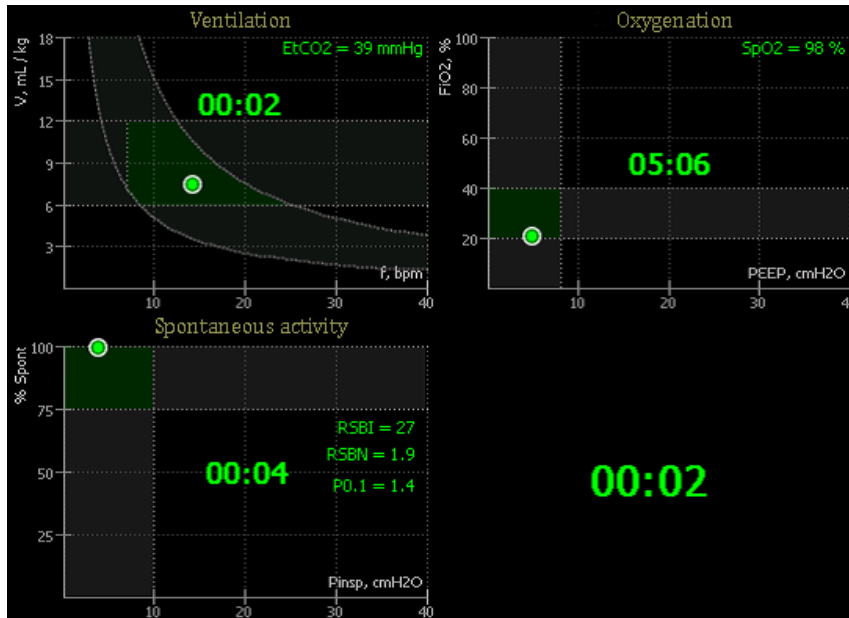 Ventilation
EtCO2 = 39 mmHg
V, mL / kg
18
15
12
9
6
3
00:02
f, bpm
10
20
30
40
Oxygenation
SpO2 = 98 %
FiO2, %
100
80
60
40
20
05:06
PEEP, cmH2O
10
20
30
Spontaneous activity
% Spont
100
75
50
25
RSBI = 27
RSBN = 1.9
P0.1 = 1.4
00:04
Pinsp, cmH2O
10
20
30
40
00:02